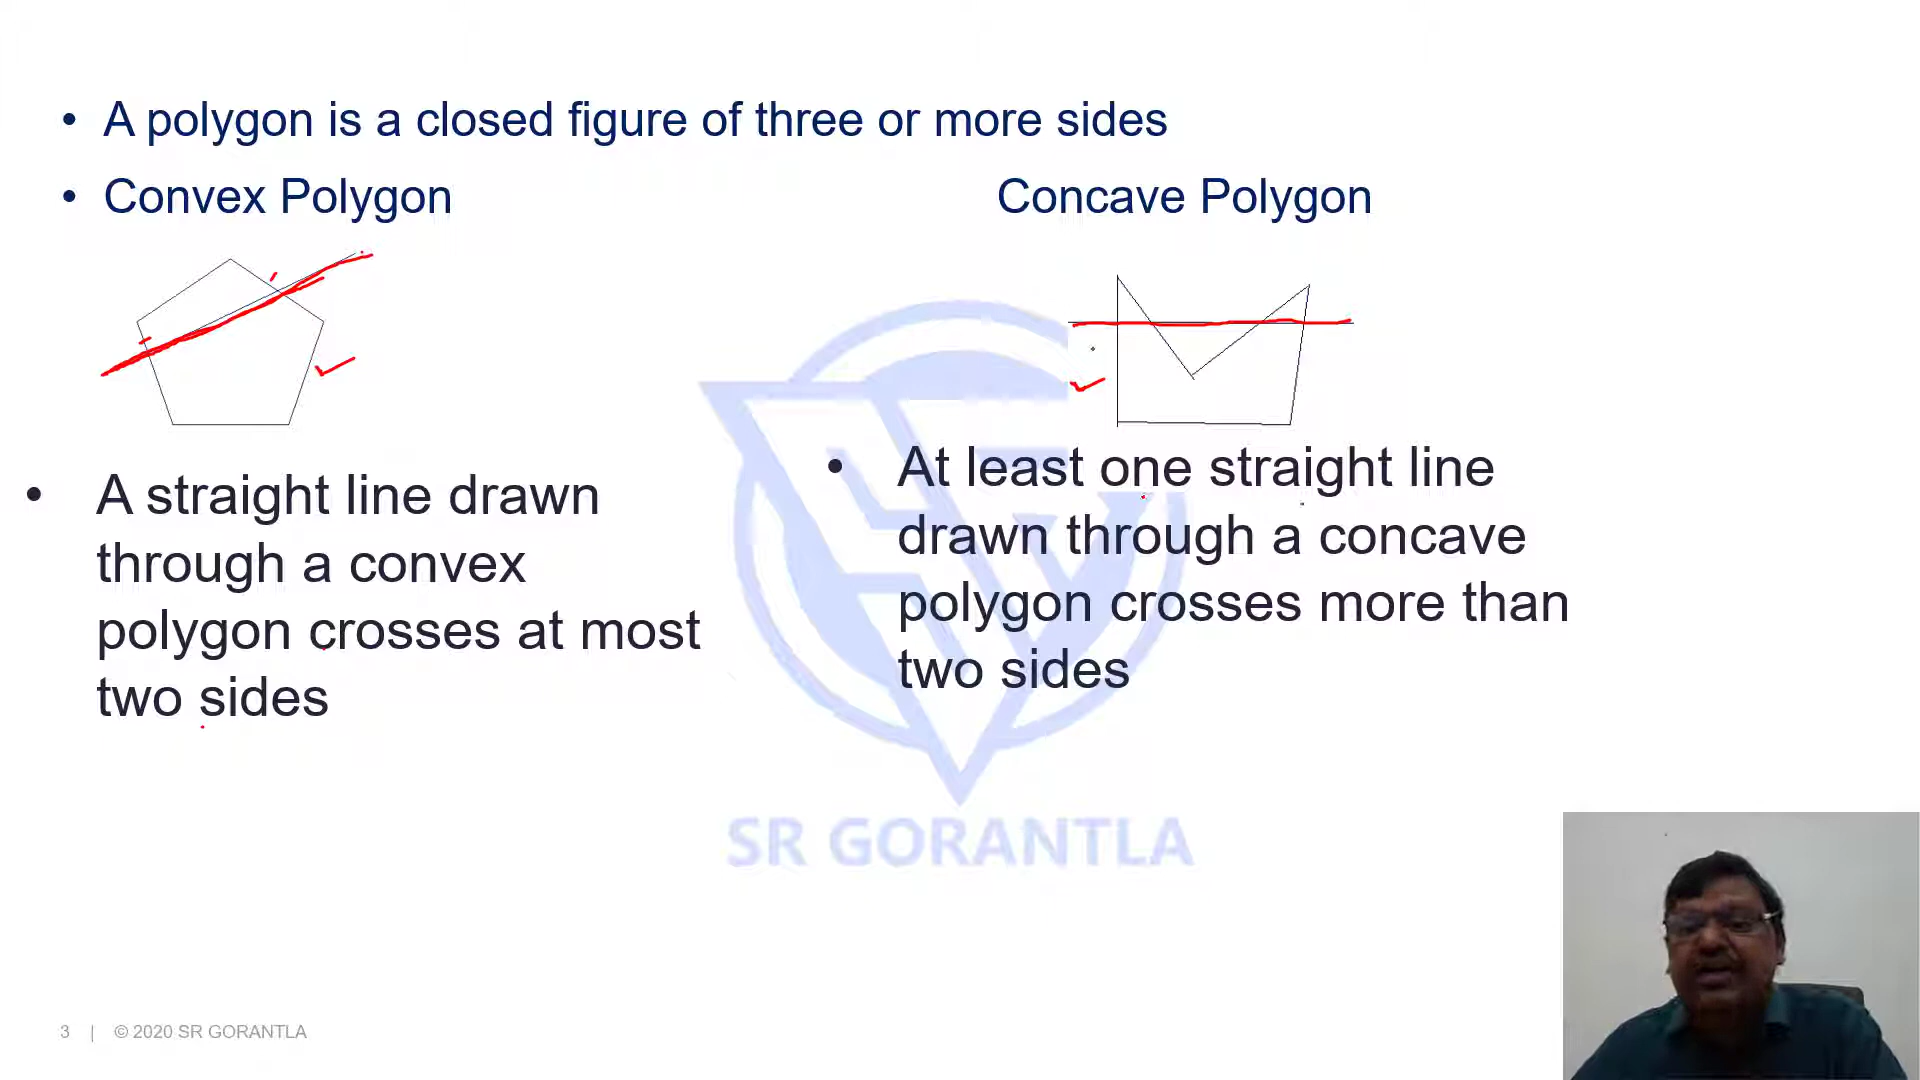 • A polygon is a closed figure of three or more sides
• Convex Polygon
Concave Polygon
• A straight line drawn
through a convex
polygon crosses at most
two sides
• At least one straight line
drawn through a concave
polygon crosses more than
two sides
SR GORANTLA
3 | © 2020 SR GORANTLA